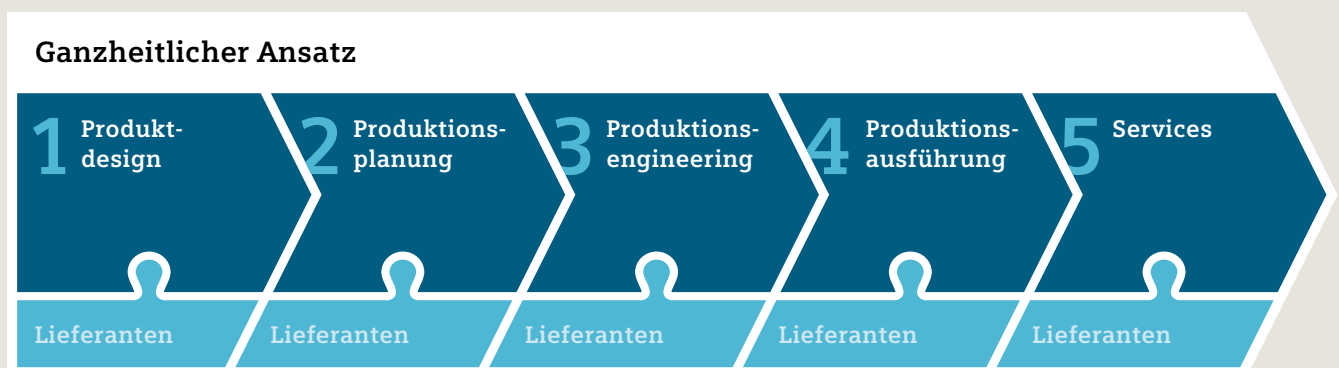 Ganzheitlicher Ansatz
1 Produkt-
design
2 Produktions-
planung
3 Produktions-
engineering
4 Produktions-
ausführung
5 Services
Lieferanten
Lieferanten
Lieferanten
Lieferanten
Lieferanten